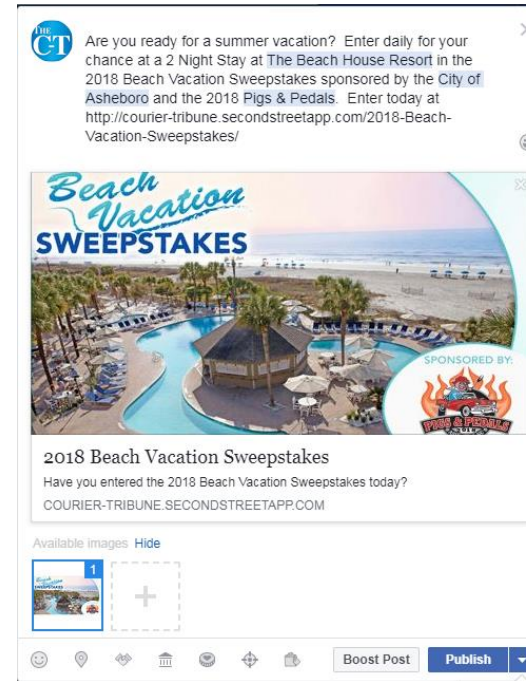 THE
C-T
Are you ready for a summer vacation? Enter daily for your
chance at a 2 Night Stay at The Beach House Resort in the
2018 Beach Vacation Sweepstakes sponsored by the City of
Asheboro and the 2018 Pigs & Pedals. Enter today at
http://courier-tribune.secondstreetapp.com/2018-Beach-
Vacation-Sweepstakes/
Beach
Vacation
SWEEPSTAKES
SPONSORED BY:
PIGS & PEDALS
2018 Beach Vacation Sweepstakes
Have you entered the 2018 Beach Vacation Sweepstakes today?
COURIER-TRIBUNE.SECONDSTREETAPP.COM
Available images Hide
1
Beach
Vacation
SWEEPSTAKES
Boost Post Publish